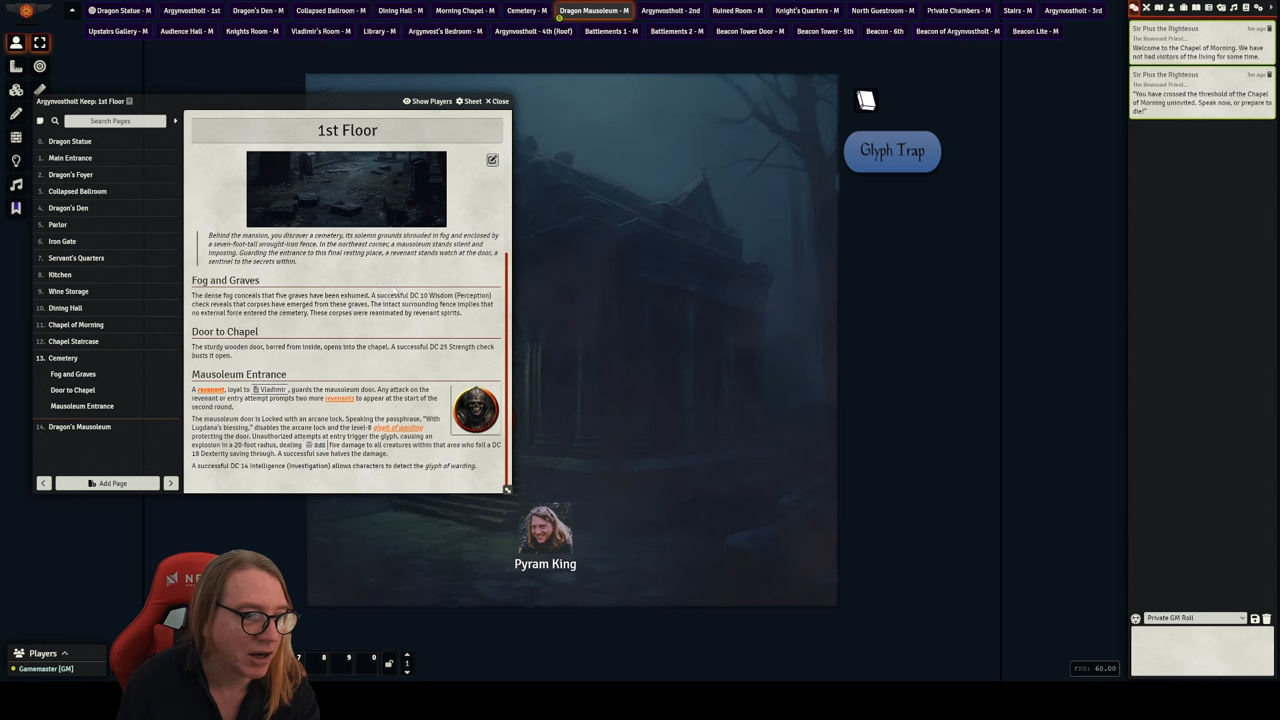 Dragon Statue - M
Argynvostholt - 1st
Dragon's Den - M
Collapsed Ballroom - M
Dining Hall - M
Morning Chapel - M
Cemetery - M
Dragon Mausoleum - M
Argynvostholt - 2nd
Ruined Room - M
Knight's Quarters - M
North Guestroom - M
Private Chambers - M
Stairs - M
Argynvostholt - 3rd
Upstairs Gallery - M
Audience Hall - M
Knights Room - M
Vladimir's Room - M
Library - M
Argynvost's Bedroom - M
Argynvostholt - 4th (Roof)
Battlements 1 - M
Battlements 2 - M
Beacon Tower Door - M
Beacon Tower - 5th
Beacon - 6th
Beacon of Argynvostholt - M
Beacon Lite - M
Argynvostholt Keep: 1st Floor
Show Players
Sheet
Close
Search Pages
0. Dragon Statue
1. Main Entrance
2. Dragon's Foyer
3. Collapsed Ballroom
4. Dragon's Den
5. Parlor
6. Iron Gate
7. Servant's Quarters
8. Kitchen
9. Wine Storage
10. Dining Hall
11. Chapel of Morning
12. Chapel Staircase
13. Cemetery
Fog and Graves
Door to Chapel
Mausoleum Entrance
14. Dragon's Mausoleum
Add Page
1st Floor
Behind the mansion, you discover a cemetery, its solemn grounds shrouded in fog and enclosed by
a seven-foot-tall wrought-iron fence. In the northeast corner, a mausoleum stands silent and
imposing. Guarding the entrance to this final resting place, a revenant stands watch at the door, a
sentinel to the secrets within.
Fog and Graves
The dense fog conceals that five graves have been exhumed. A successful DC 10 Wisdom (Perception)
check reveals that corpses have emerged from these graves. The intact surrounding fence implies that
no external force entered the cemetery. These corpses were reanimated by revenant spirits.
Door to Chapel
The sturdy wooden door, barred from inside, opens into the chapel. A successful DC 25 Strength check
busts it open.
Mausoleum Entrance
A revenant, loyal to Vladimir , guards the mausoleum door. Any attack on the
revenant or entry attempt prompts two more revenants to appear at the start of the
second round.
The mausoleum door is Locked with an arcane lock. Speaking the passphrase, "With
Lugdana's blessing," disables the arcane lock and the level-8 glyph of warding
protecting the door. Unauthorized attempts at entry trigger the glyph, causing an
explosion in a 20-foot radius, dealing 8d8 fire damage to all creatures within that area who fail a DC
18 Dexterity saving through. A successful save halves the damage.
A successful DC 14 intelligence (investigation) allows characters to detect the glyph of warding.
Glyph Trap
Pyram King
Sir Pius the Righteous
5m ago
The Revenant Priest...
Welcome to the Chapel of Morning. We have
not had visitors of the living for some time.
Sir Pius the Righteous
5m ago
The Revenant Priest...
"You have crossed the threshold of the Chapel
of Morning uninvited. Speak now, or prepare to
die!"
Private GM Roll
Players
Gamemaster [GM]
7 8 9 0
1
FPS: 60.00